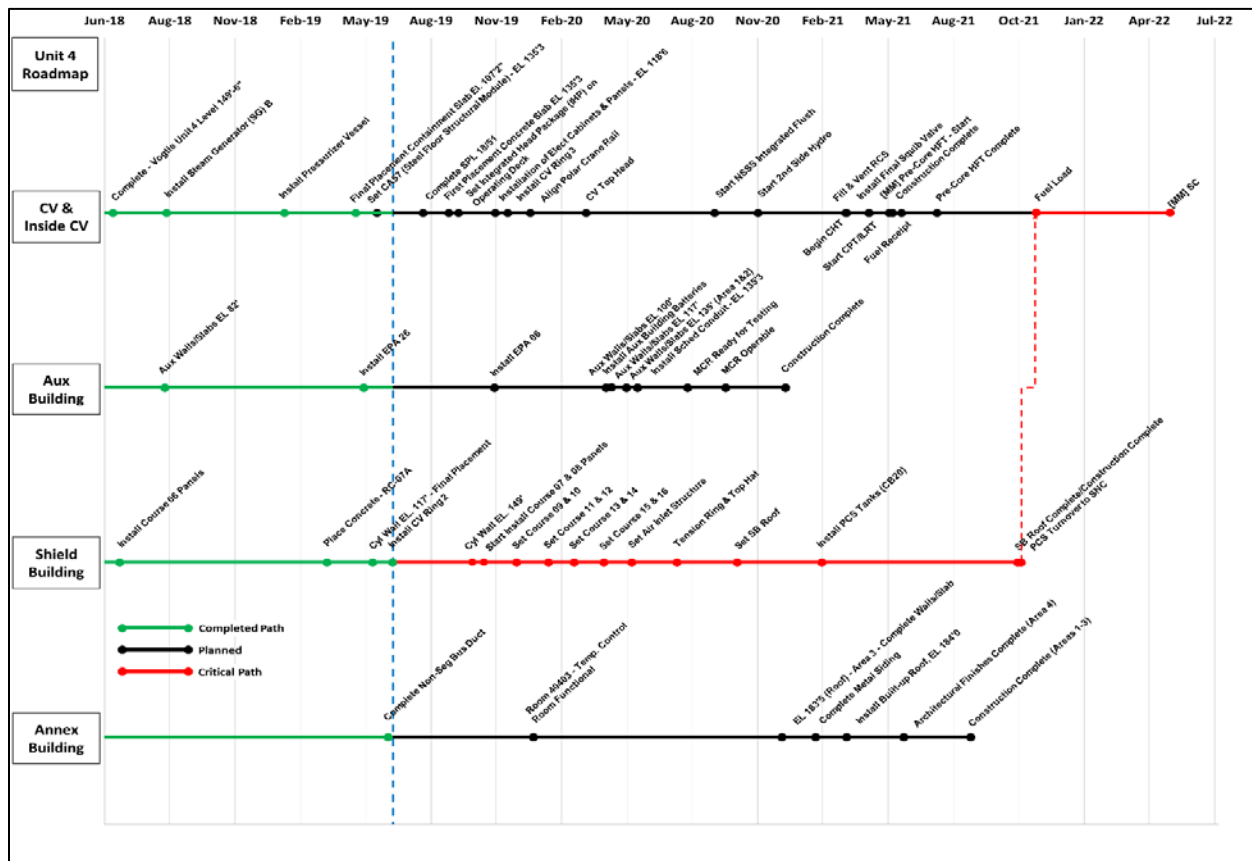 Jun-18 Aug-18 Nov-18 Feb-19 May-19 Aug-19 Nov-19 Feb-20 May-20 Aug-20 Nov-20 Feb-21 May-21 Aug-21 Oct-21 Jan-22 Apr-22 Jul-22
Unit 4
Roadmap
Complete - Vogtle Unit 4 Level 149'-6"
Install Steam Generator (SG) B
Install Pressurizer Vessel
Final Placement Containment Slab El. 107'2"
Set CA57 (Steel Floor Structural Module) - EL 135'3
Complete SPL 18/51
First Placement Concrete Slab EL 135'3
Set Integrated Head Package (IHP) on
Operating Deck
Installation of Elect Cabinets & Panels - EL 118'6
Install CV Ring 3
Align Polar Crane Rail
CV Top Head
Start NSSS Integrated Flush
Start 2nd Side Hydro
Fill & Vent RCS
Install Final Squib Valve
(MM) Pre-Core HFT - Start
Construction Complete
Pre-Core HFT Complete
Fuel Load
[MM] SC
CV &
Inside CV
Begin CHT
Start CPT/ILRT
Fuel Receipt
Aux Walls/Slabs EL 82'
Install EPA 26
Install EPA 06
Aux Walls/Slabs EL 100'
Install Aux Building Batteries
Aux Walls/Slabs EL 117'
Aux Walls/Slabs EL 135' (Area 1&2)
Install Sched Conduit - EL 135'3
MCR Ready for Testing
MCR Operable
Construction Complete
Aux
Building
Install Course 06 Panels
Place Concrete - RC-07A
Cyl Wall EL. 117' - Final Placement
Install CV Ring 2
Cyl Wall EL. 149'
Start Install Course 07 & 08 Panels
Set Course 09 & 10
Set Course 11 & 12
Set Course 13 & 14
Set Course 15 & 16
Set Air Inlet Structure
Tension Ring & Top Hat
Set SB Roof
Install PCS Tanks (CB20)
SB Roof Complete/Construction Complete
PCS Turnover to SNC
Shield
Building
Completed Path
Planned
Critical Path
Complete Non-Seg Bus Duct
Room 40403 - Temp. Control
Room Functional
EL 183'5 (Roof) - Area 3 - Complete Walls/Slab
Complete Metal Siding
Install Built-up Roof, EL 184'0
Architectural Finishes Complete (Area 4)
Construction Complete (Areas 1-3)
Annex
Building